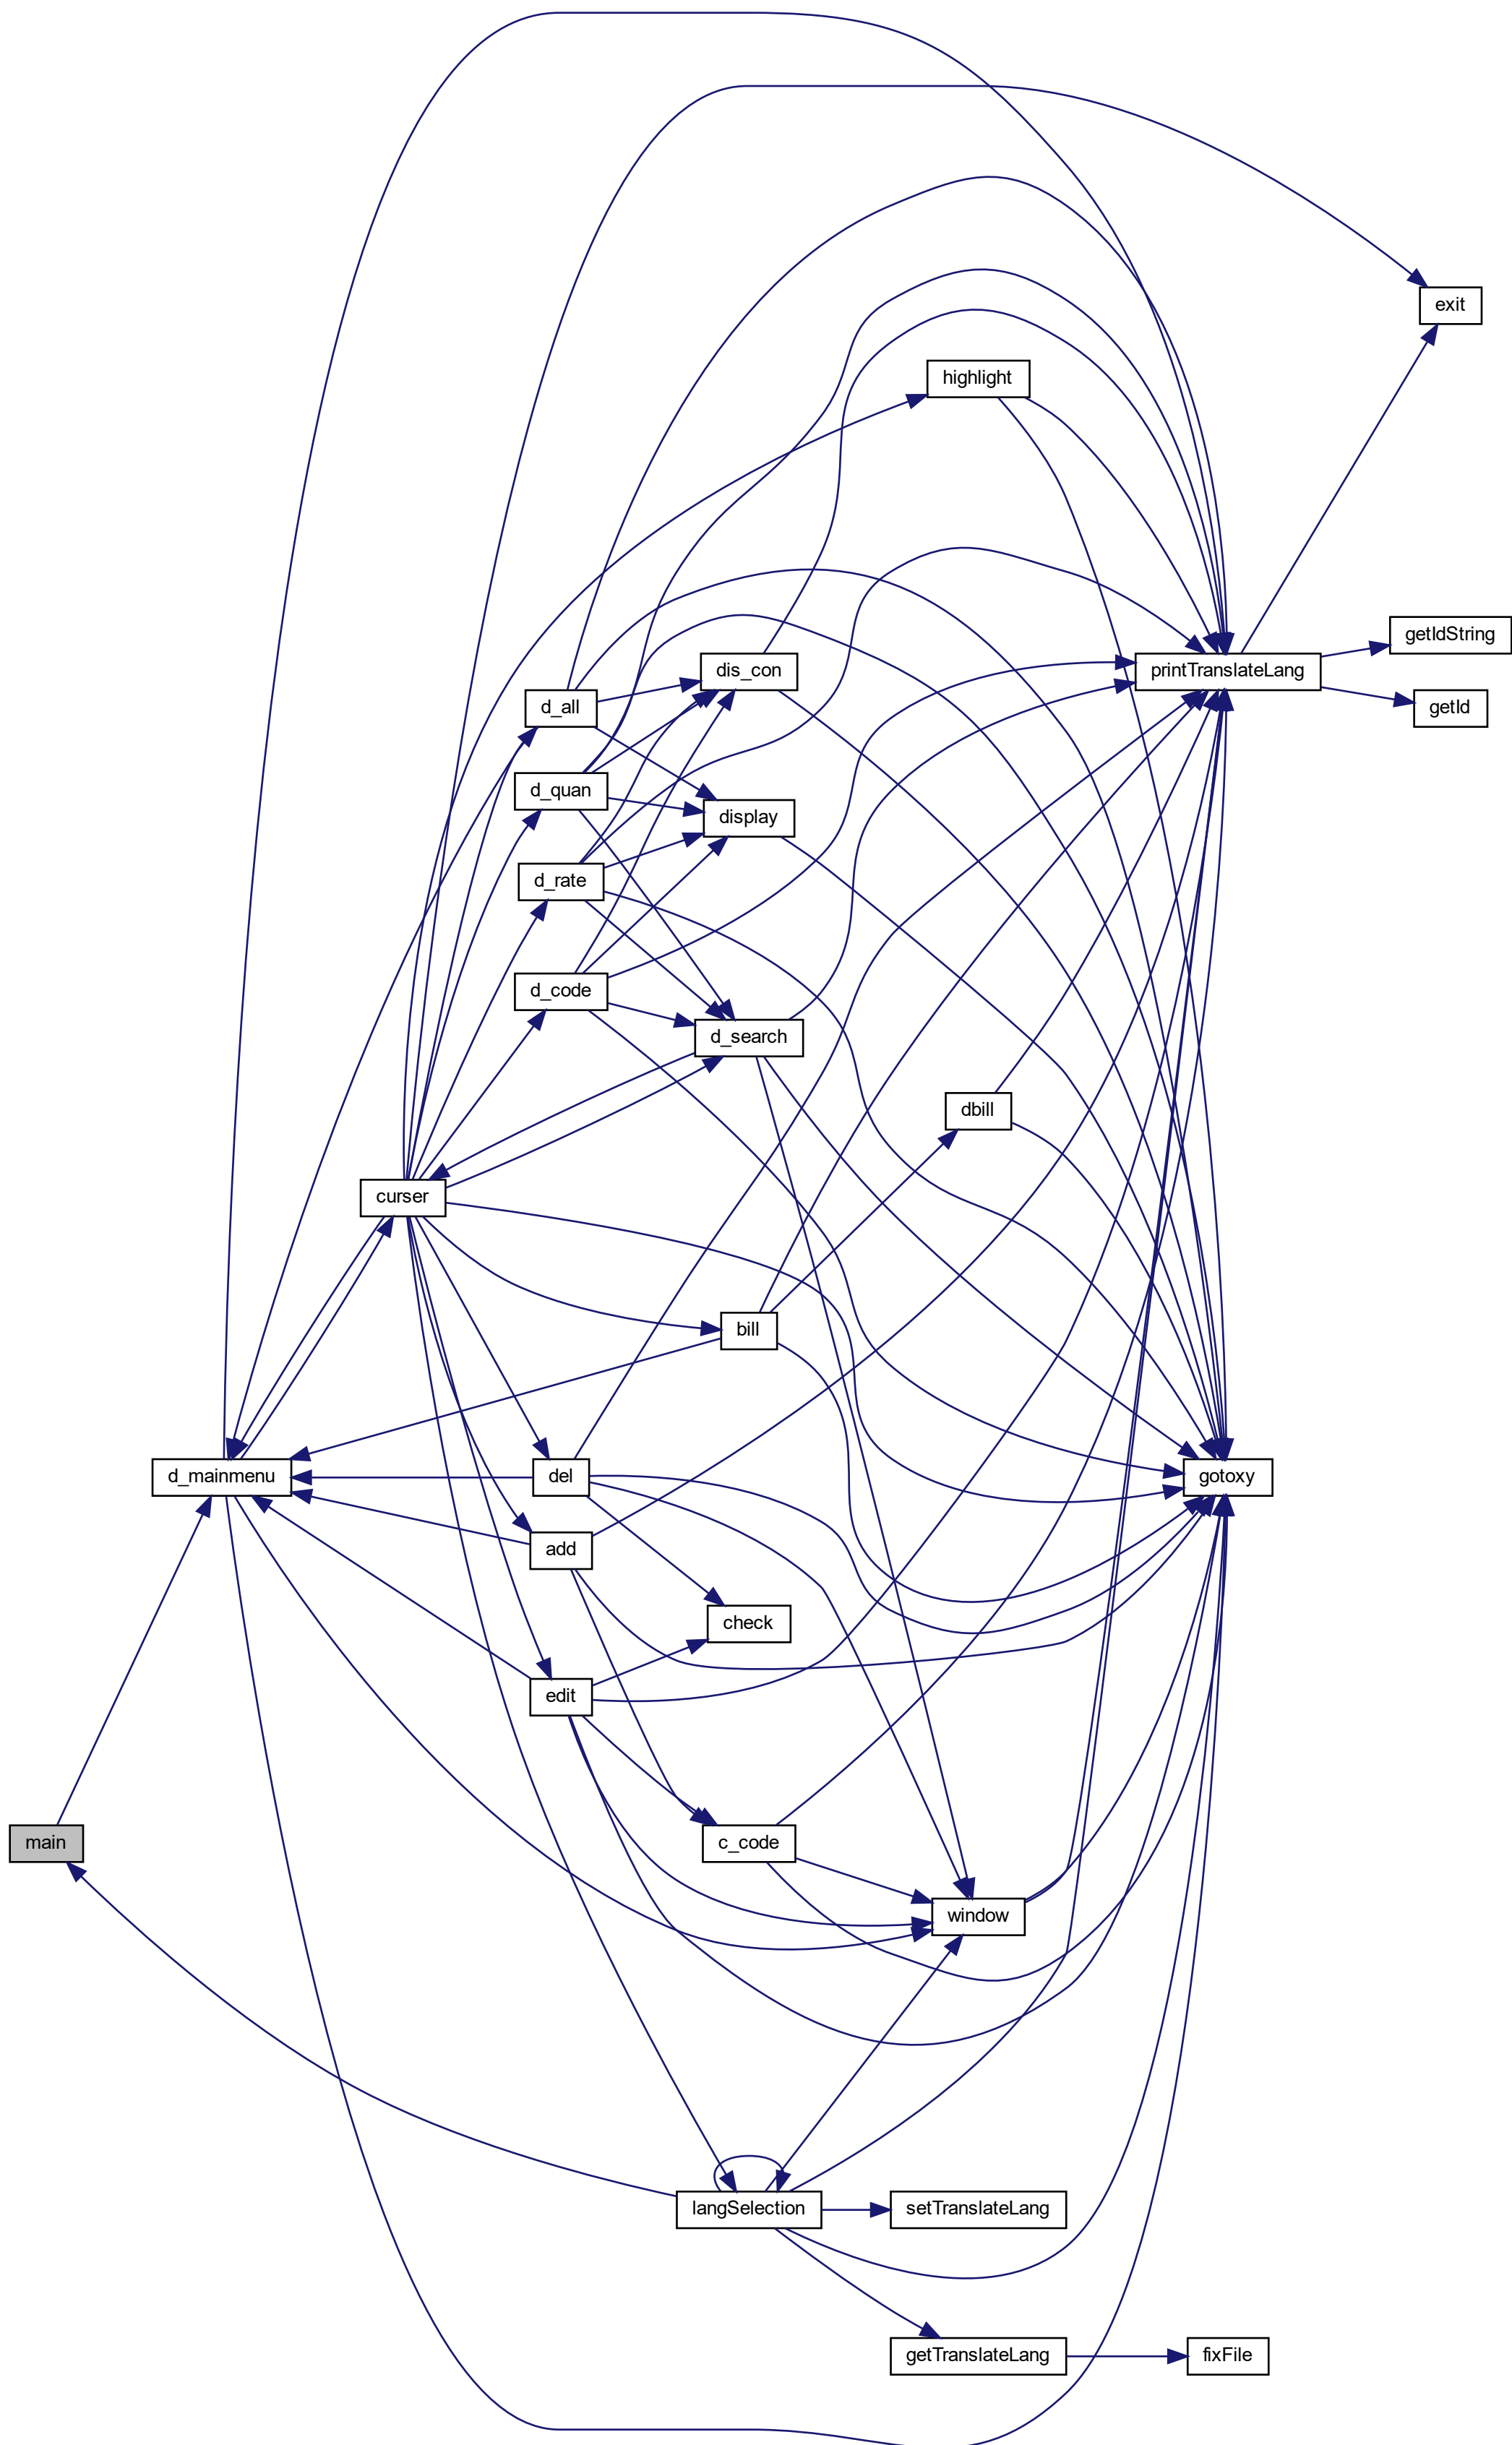 exit
highlight
getIdString
dis_con
printTranslateLang
d_all
getId
d_quan
display
d_rate
d_code
d_search
dbill
curser
bill
d_mainmenu
del
gotoxy
add
check
edit
main
c_code
window
langSelection
setTranslateLang
getTranslateLang
fixFile